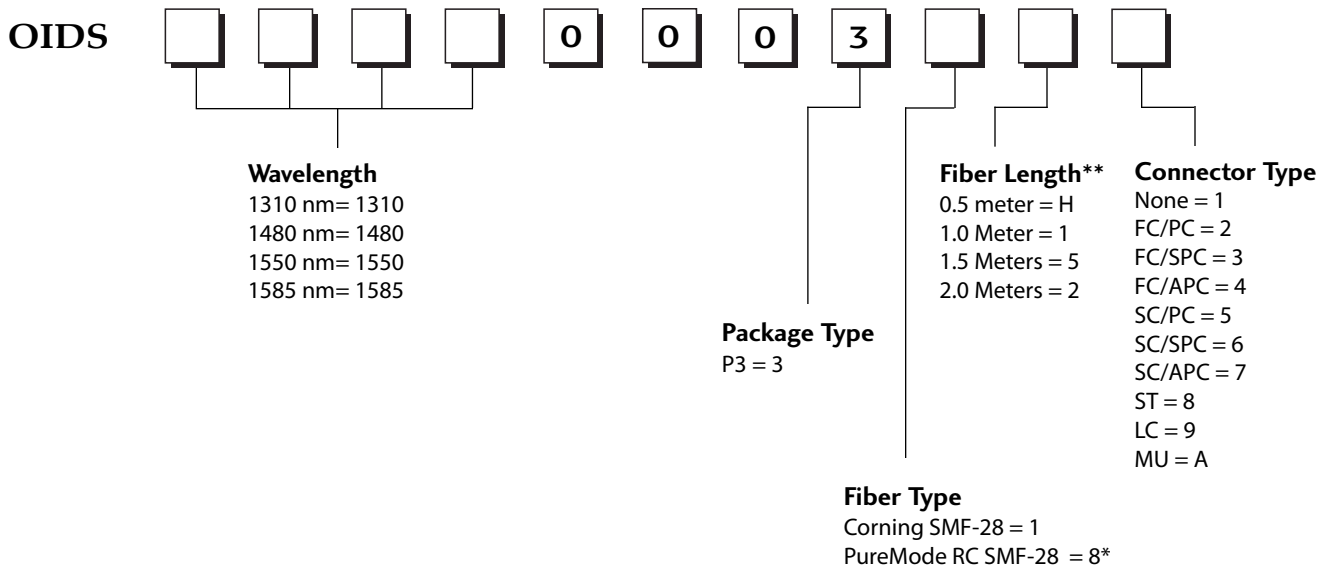 OIDS 0 0 0 3
Wavelength
1310 nm= 1310
1480 nm= 1480
1550 nm= 1550
1585 nm= 1585
Package Type
P3 = 3
Fiber Type
Corning SMF-28 = 1
PureMode RC SMF-28 = 8*
Fiber Length**
0.5 meter = H
1.0 Meter = 1
1.5 Meters = 5
2.0 Meters = 2
Connector Type
None = 1
FC/PC = 2
FC/SPC = 3
FC/APC = 4
SC/PC = 5
SC/SPC = 6
SC/APC = 7
ST = 8
LC = 9
MU = A